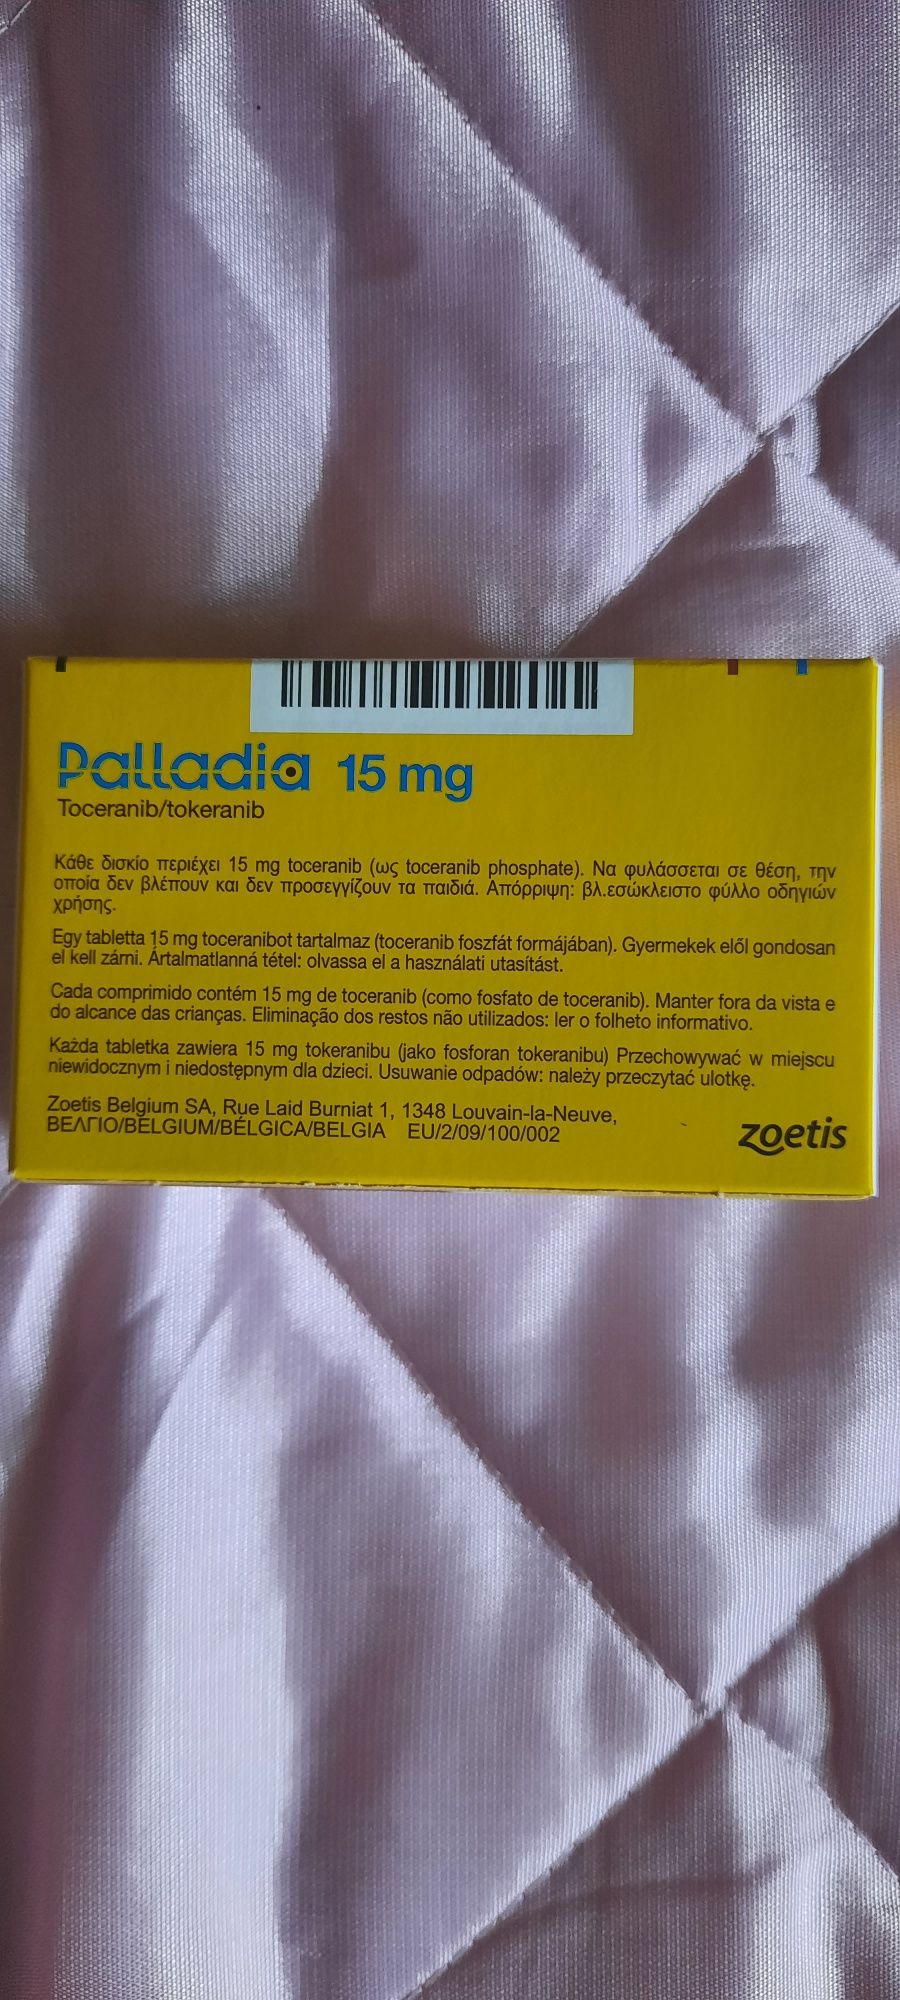 Palladia 15 mg
Toceranib/tokeranib
Κάθε δισκίο περιέχει 15 mg toceranib (ως toceranib phosphate). Να φυλάσσεται σε θέση, την
οποία δεν βλέπουν και δεν προσεγγίζουν τα παιδιά. Απόρριψη: βλ.εσώκλειστο φύλλο οδηγιών
χρήσης.
Egy tabletta 15 mg toceranibot tartalmaz (toceranib foszfát formájában). Gyermekek elől gondosan
el kell zárni. Ártalmatlanná tétel: olvassa el a használati utasítást.
Cada comprimido contém 15 mg de toceranib (como fosfato de toceranib). Manter fora da vista e
do alcance das crianças. Eliminação dos restos não utilizados: ler o folheto informativo.
Każda tabletka zawiera 15 mg tokeranibu (jako fosforan tokeranibu) Przechowywać w miejscu
niewidocznym i niedostępnym dla dzieci. Usuwanie odpadów: należy przeczytać ulotkę.
Zoetis Belgium SA, Rue Laid Burniat 1, 1348 Louvain-la-Neuve,
ΒΕΛΓΙΟ/BELGIUM/BÉLGICA/BELGIA EU/2/09/100/002
zoetis